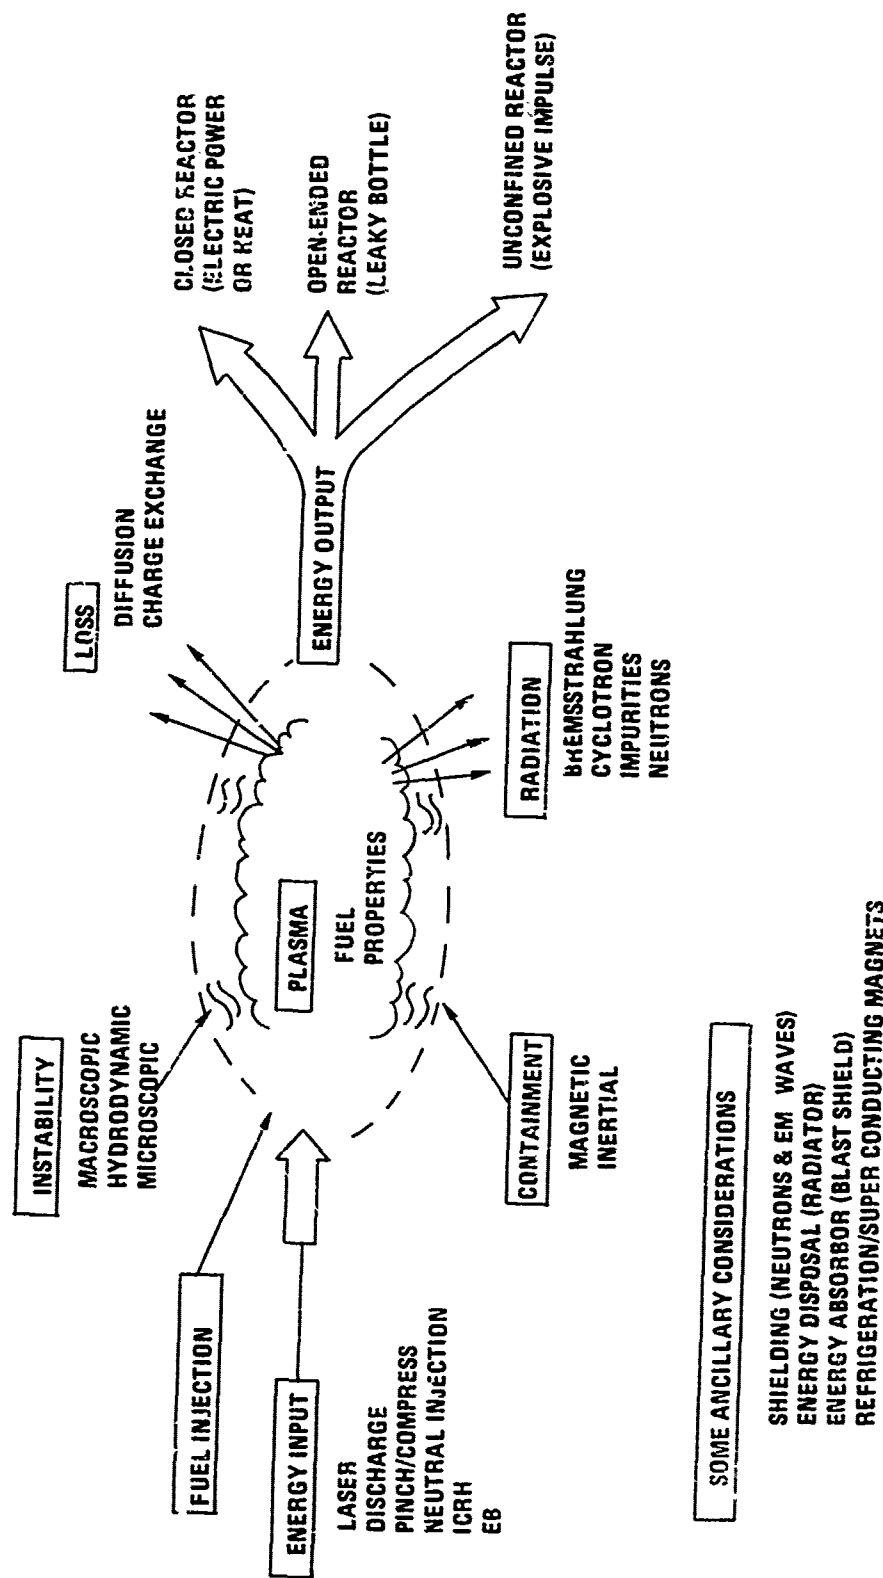 FUEL INJECTION
ENERGY INPUT
LASER
DISCHARGE
PINCH/COMPRESS
NEUTRAL INJECTION
ICRH
EB
INSTABILITY
MACROSCOPIC
HYDRODYNAMIC
MICROSCOPIC
CONTAINMENT
MAGNETIC
INERTIAL
PLASMA
FUEL
PROPERTIES
LOSS
DIFFUSION
CHARGE EXCHANGE
RADIATION
BREMSSTRAHLUNG
CYCLOTRON
IMPURITIES
NEUTRONS
ENERGY OUTPUT
CLOSED REACTOR
(ELECTRIC POWER
OR HEAT)
OPEN-ENDED
REACTOR
(LEAKY BOTTLE)
UNCONFINED REACTOR
(EXPLOSIVE IMPULSE)
SOME ANCILLARY CONSIDERATIONS
SHIELDING (NEUTRONS & EM WAVES)
ENERGY DISPOSAL (RADIATOR)
ENERGY ABSORBOR (BLAST SHIELD)
REFRIGERATION/SUPER CONDUCTING MAGNETS